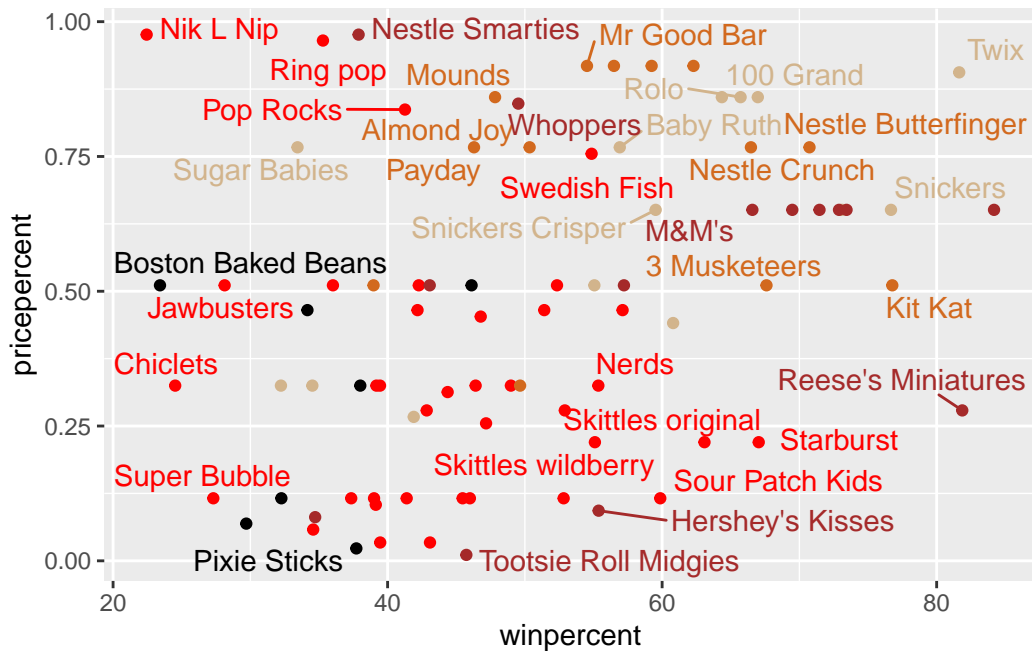 1.00
Nik L Nip
Nestle Smarties
Mr Good Bar
Twix
Ring pop
Mounds
Rolo
100 Grand
Pop Rocks
Almond Joy
Whoppers
Baby Ruth
Nestle Butterfinger
0.75
Sugar Babies
Payday
Swedish Fish
Nestle Crunch
Snickers
Snickers Crisper
M&M's
Boston Baked Beans
3 Musketeers
0.50
Jawbusters
Kit Kat
pricepercent
Chiclets
Nerds
Reese's Miniatures
0.25
Skittles original
Starburst
Super Bubble
Skittles wildberry
Sour Patch Kids
Hershey's Kisses
0.00
Pixie Sticks
Tootsie Roll Midgies
20
40
60
80
winpercent